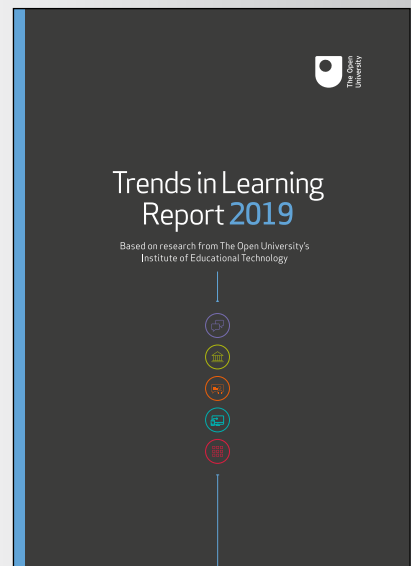 The Open
University
Trends in Learning
Report 2019
Based on research from The Open University's
Institute of Educational Technology